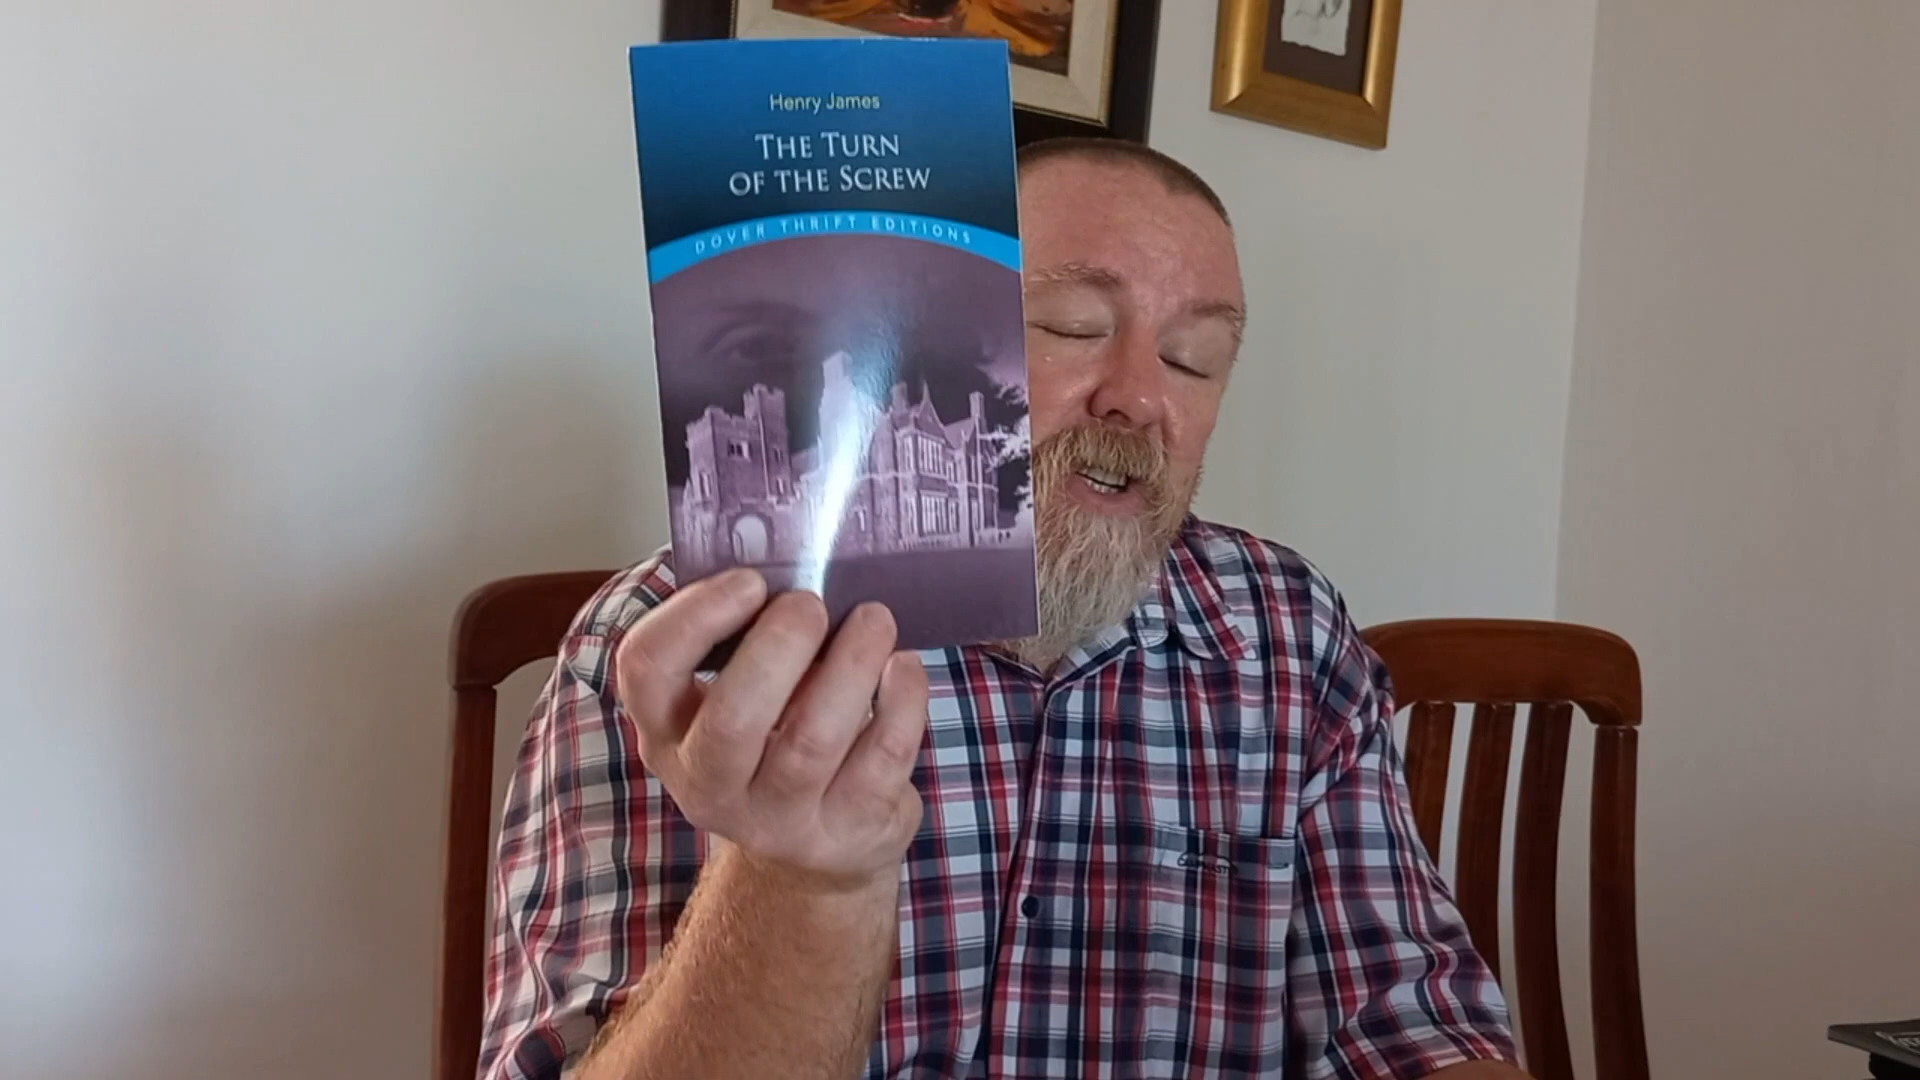 Henry James
THE TURN
OF THE SCREW
DOVER THRIFT EDITIONS